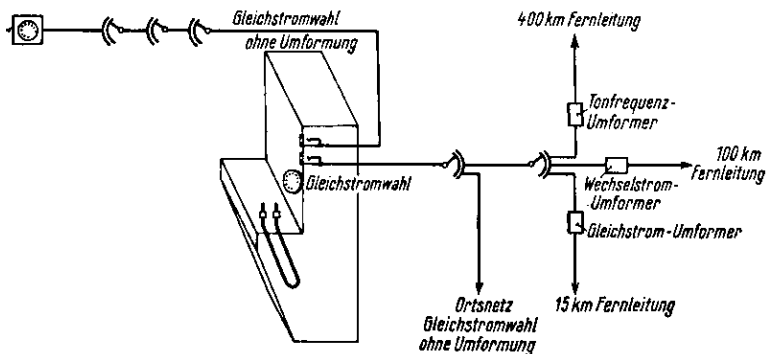 Gleichstromwahl
ohne Umformung
400 km Fernleitung
Tonfrequenz-
Umformer
100 km
Fernleitung
Gleichstromwahl
Wechselstrom-
Umformer
Gleichstrom-Umformer
Ortsnetz
Gleichstromwahl
ohne Umformung
15 km Fernleitung